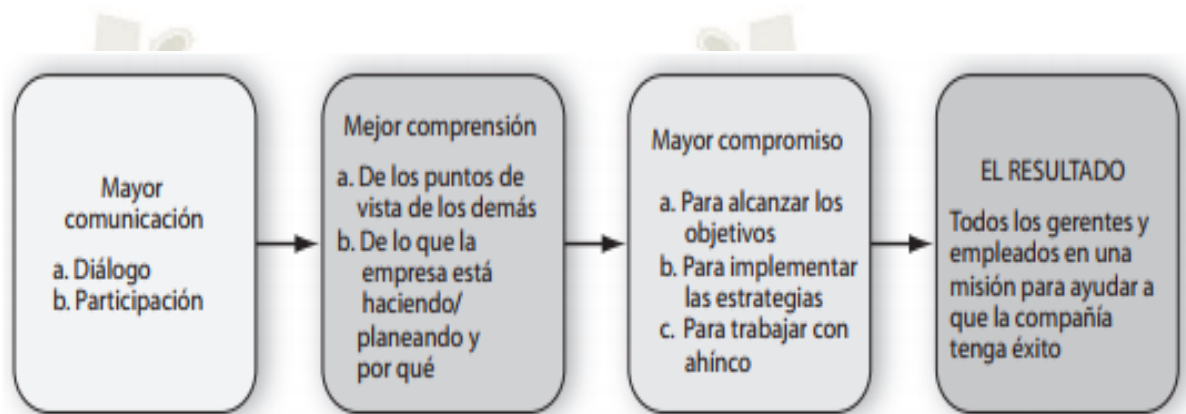 Mayor
comunicación
a. Diálogo
b. Participación
Mejor comprensión
a. De los puntos de
vista de los demás
b. De lo que la
empresa está
haciendo/
planeando y
por qué
Mayor compromiso
a. Para alcanzar los
objetivos
b. Para implementar
las estrategias
c. Para trabajar con
ahínco
EL RESULTADO
Todos los gerentes y
empleados en una
misión para ayudar a
que la compañía
tenga éxito